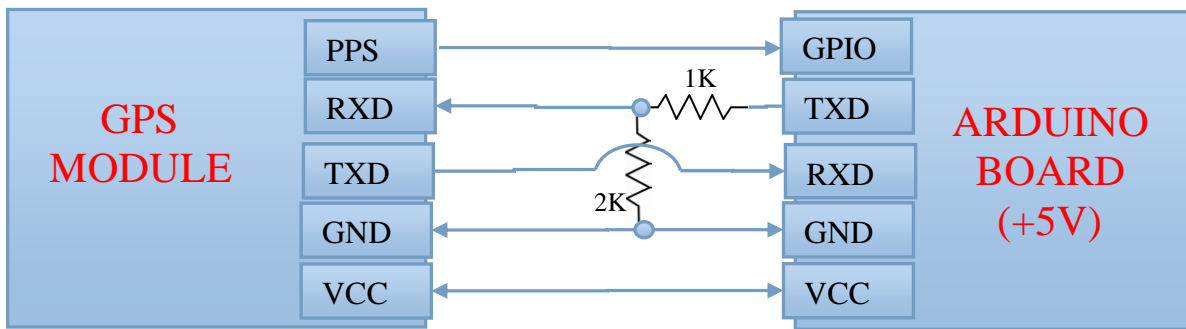 GPS
MODULE
PPS
RXD
TXD
GND
VCC
1K
2K
GPIO
TXD
RXD
GND
VCC
ARDUINO
BOARD
(+5V)